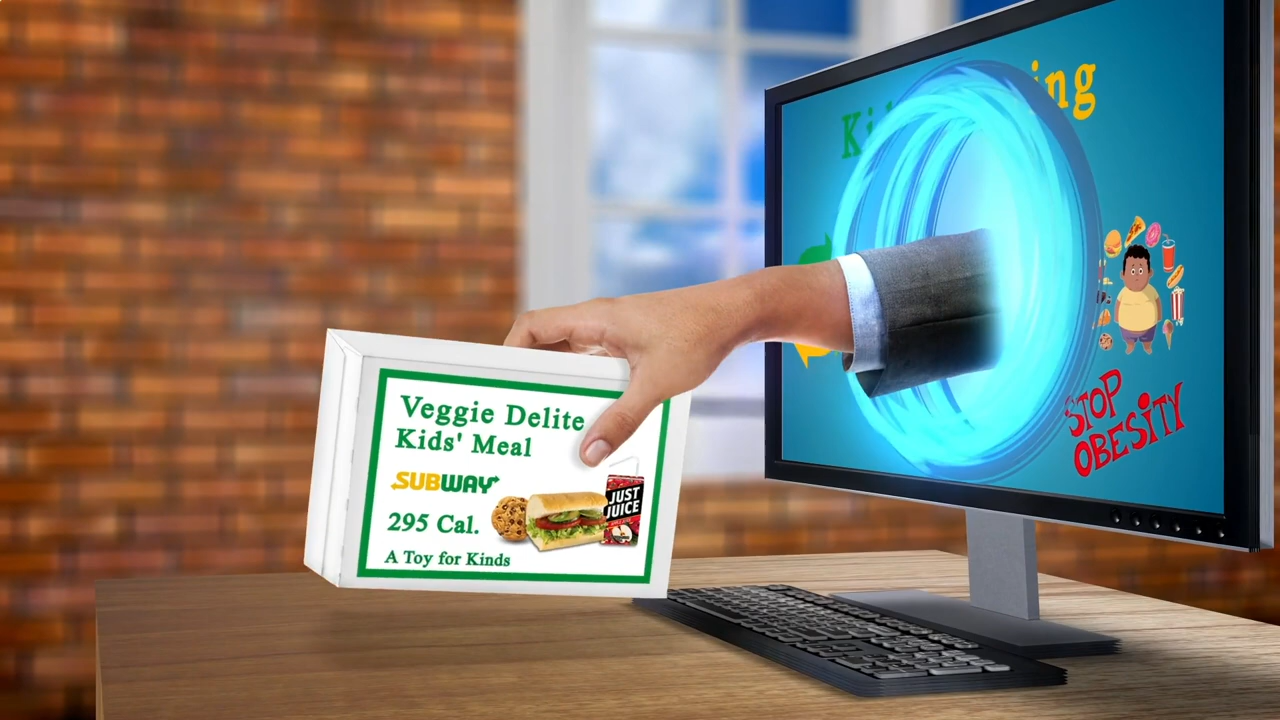 Veggie Delite
Kids' Meal
SUBWAY
295 Cal.
A Toy for Kinds
JUST
JUICE
STOP
OBESITY